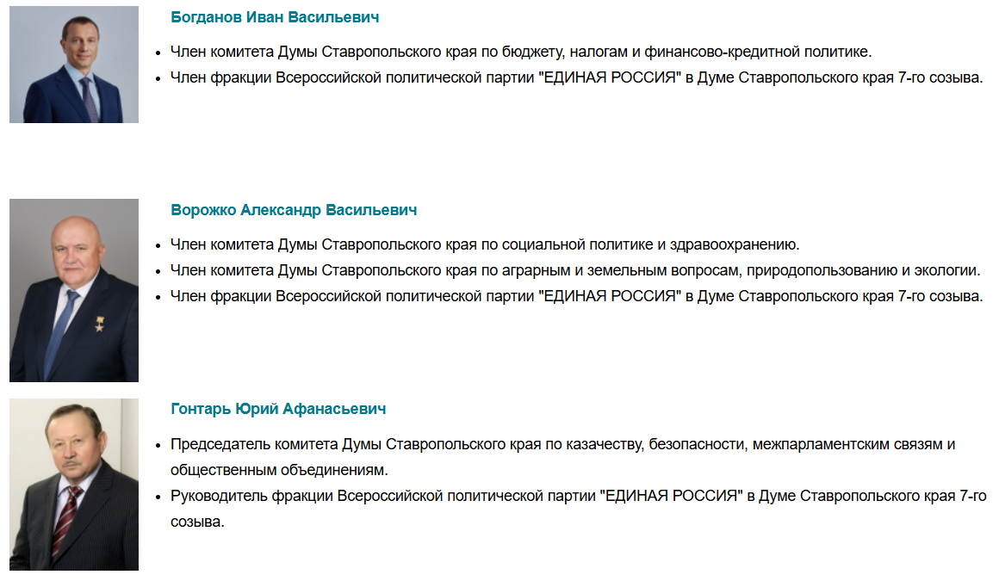 Богданов Иван Васильевич
Член комитета Думы Ставропольского края по бюджету, налогам и финансово-кредитной политике.
Член фракции Всероссийской политической партии "ЕДИНАЯ РОССИЯ" в Думе Ставропольского края 7-го созыва.
Ворожко Александр Васильевич
Член комитета Думы Ставропольского края по социальной политике и здравоохранению.
Член комитета Думы Ставропольского края по аграрным и земельным вопросам, природопользованию и экологии.
Член фракции Всероссийской политической партии "ЕДИНАЯ РОССИЯ" в Думе Ставропольского края 7-го созыва.
Гонтарь Юрий Афанасьевич
Председатель комитета Думы Ставропольского края по казачеству, безопасности, межпарламентским связям и
общественным объединениям.
Руководитель фракции Всероссийской политической партии "ЕДИНАЯ РОССИЯ" в Думе Ставропольского края 7-го
созыва.